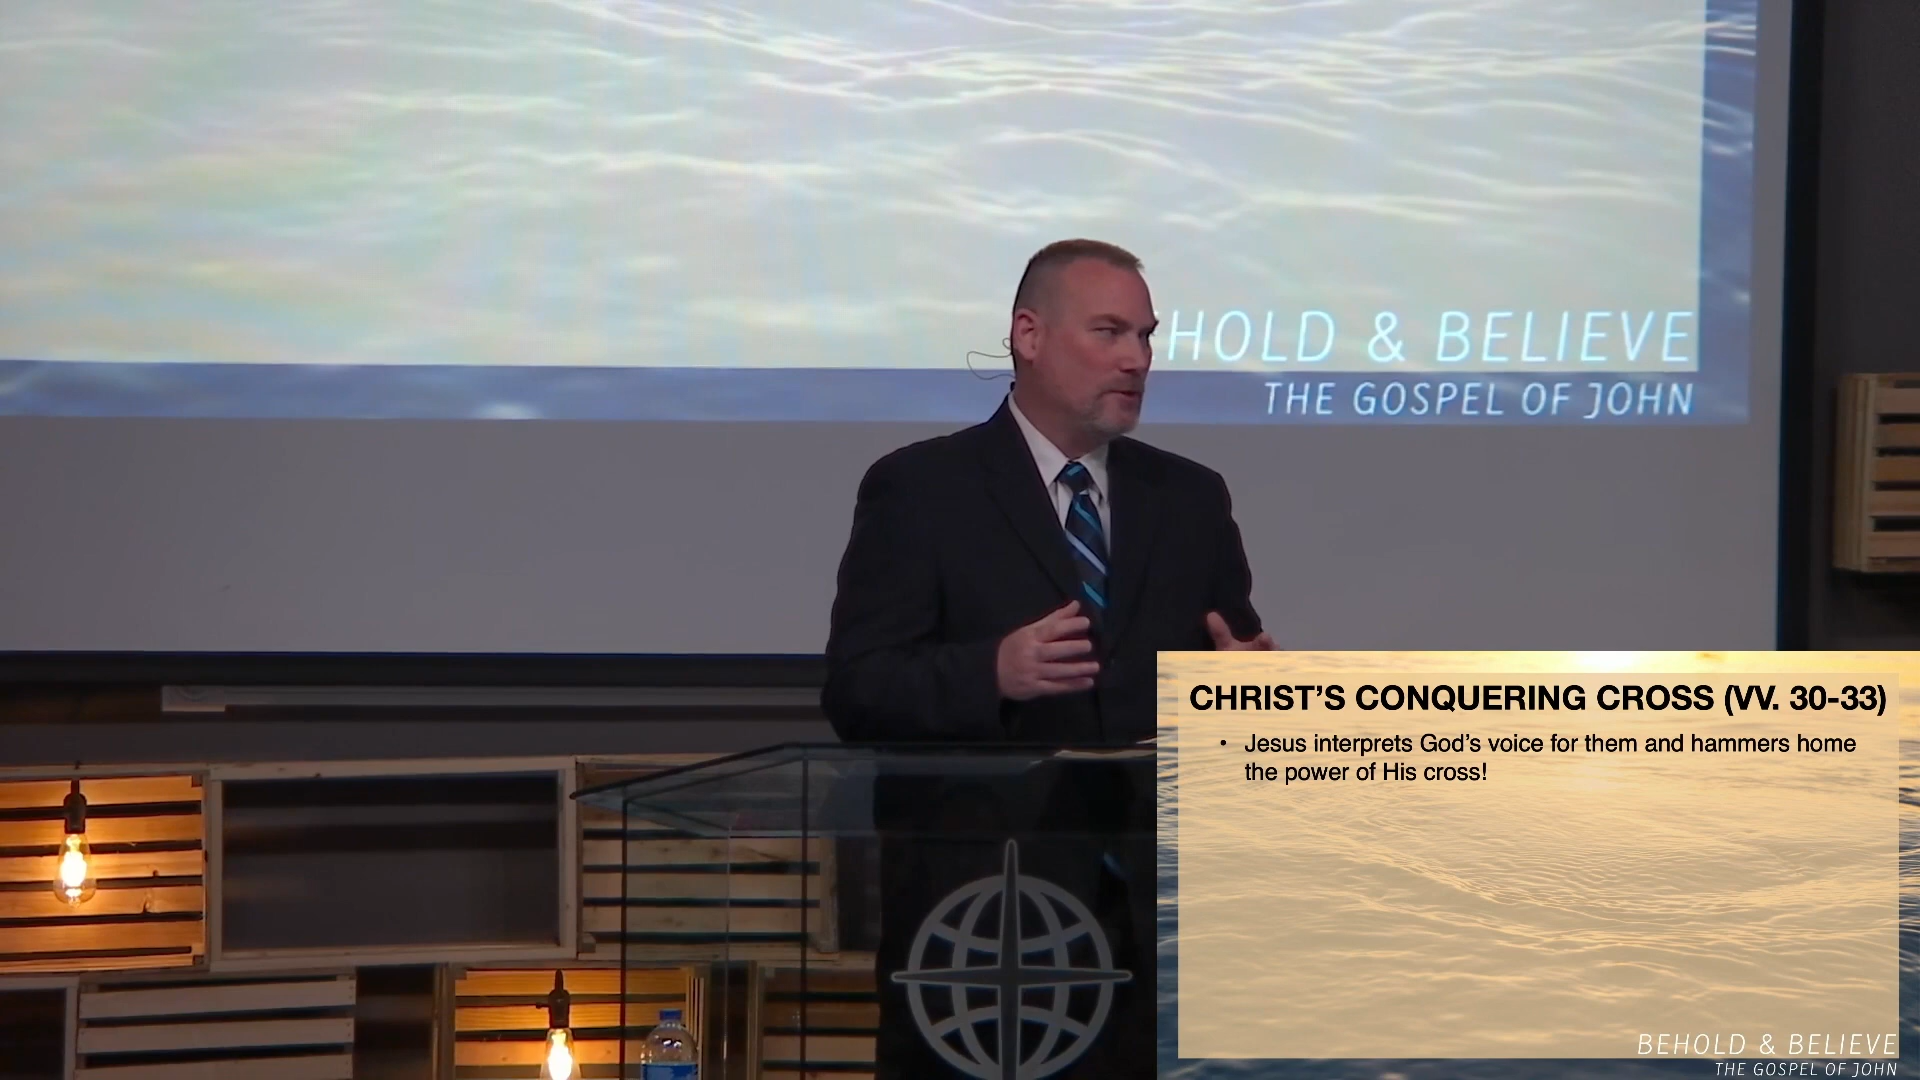 HOLD & BELIEVE
THE GOSPEL OF JOHN
CHRIST'S CONQUERING CROSS (VV. 30-33)
• Jesus interprets God's voice for them and hammers home
the power of His cross!
BEHOLD & BELIEVE
THE GOSPEL OF JOHN